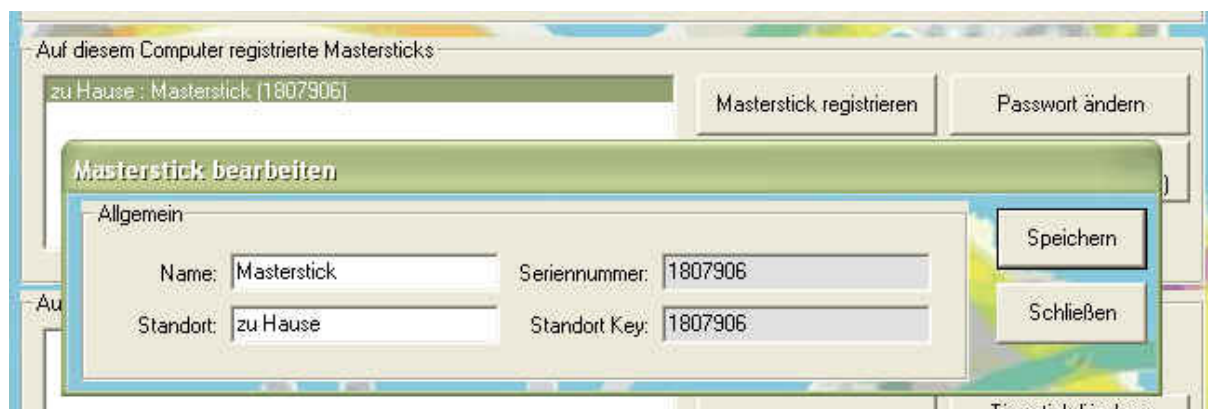 Auf diesem Computer registrierte Mastersticks
zu Hause : Masterstick (1807906)
Masterstick registrieren
Passwort ändern
Masterstick bearbeiten
)
Allgemein
Name: Masterstick
Seriennummer: 1807906
Speichern
Au
Standort: zu Hause
Standort Key: 1807906
Schließen